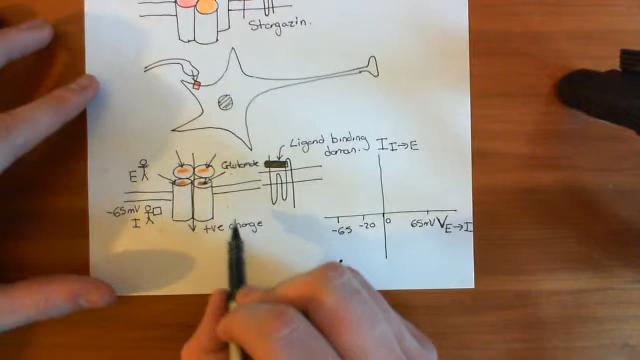 Stargazin.
Ligand binding
domain.
I I→E
E
Glutamate
-65mV
I
+ve charge
-65 -20 0 65mV V E→I